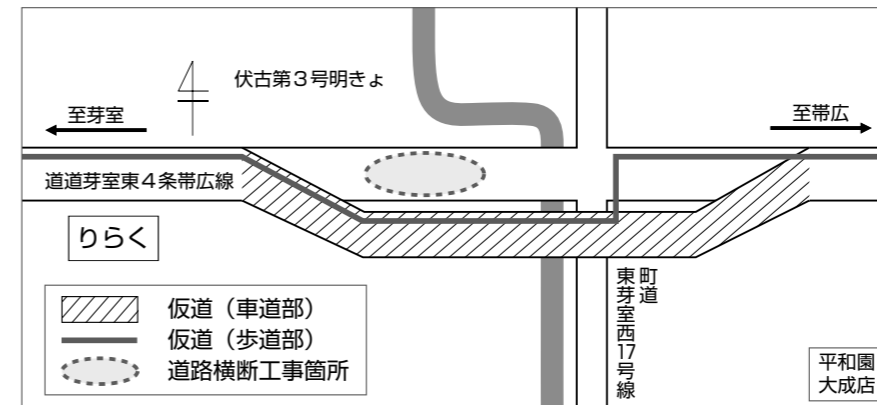 伏古第３号明きょ
至芽室
至帯広
道道芽室東４条帯広線
りらく
町道
東芽室西17号線
仮道（車道部）
仮道（歩道部）
道路横断工事箇所
平和園
大成店